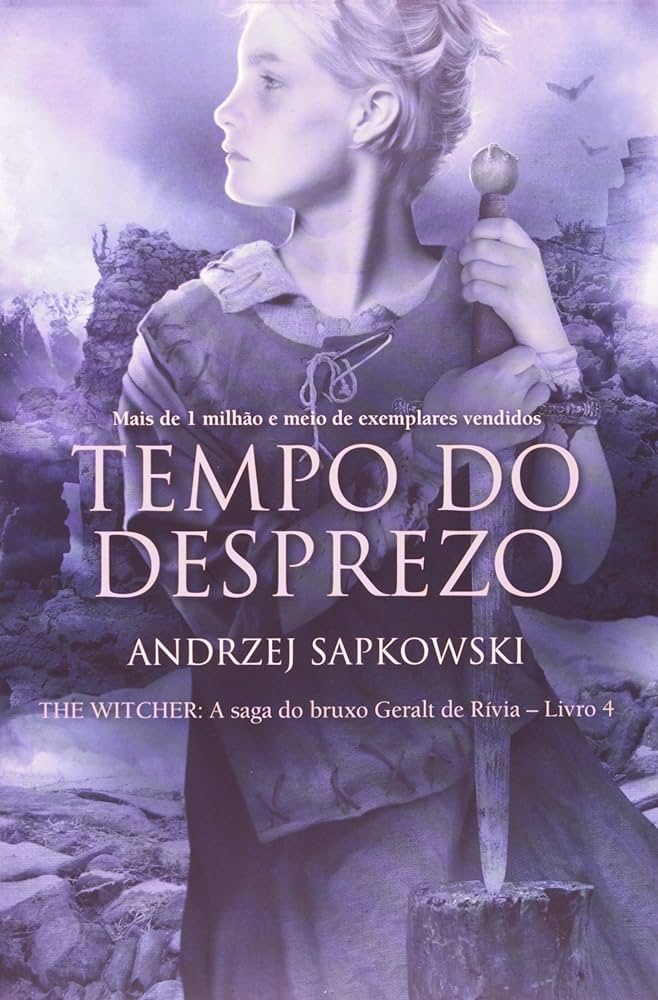 Mais de 1 milhão e meio de exemplares vendidos
TEMPO DO
DESPREZO
ANDRZEJ SAPKOWSKI
THE WITCHER: A saga do bruxo Geralt de Rívia – Livro 4